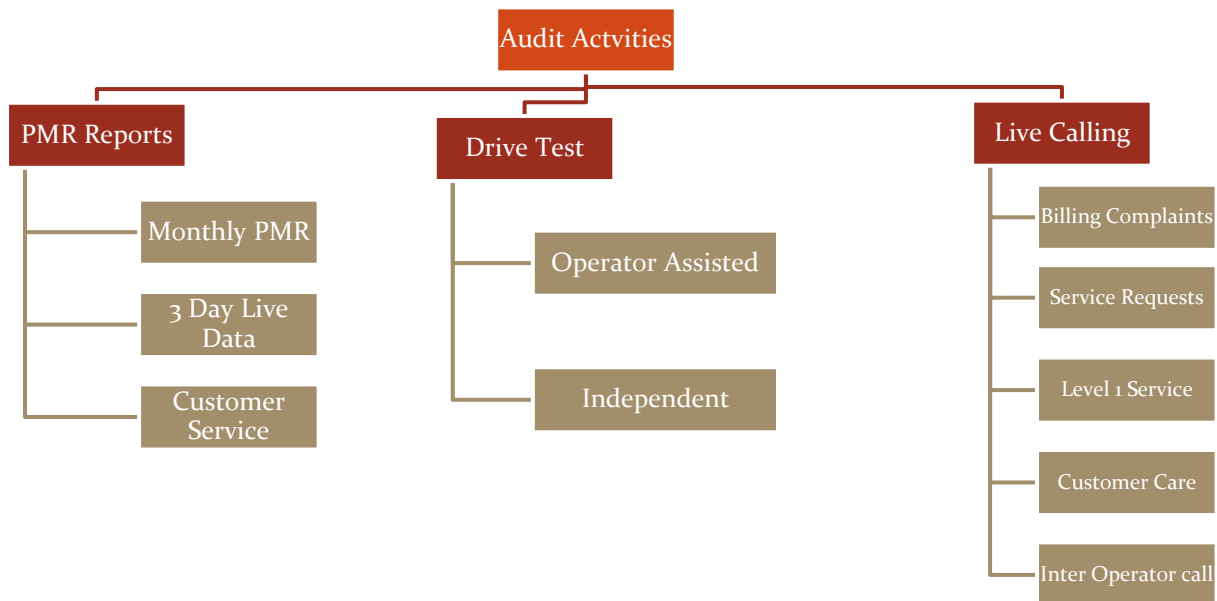 Audit Actvities
PMR Reports
Monthly PMR
3 Day Live
Data
Customer
Service
Drive Test
Operator Assisted
Independent
Live Calling
Billing Complaints
Service Requests
Level 1 Service
Customer Care
Inter Operator call